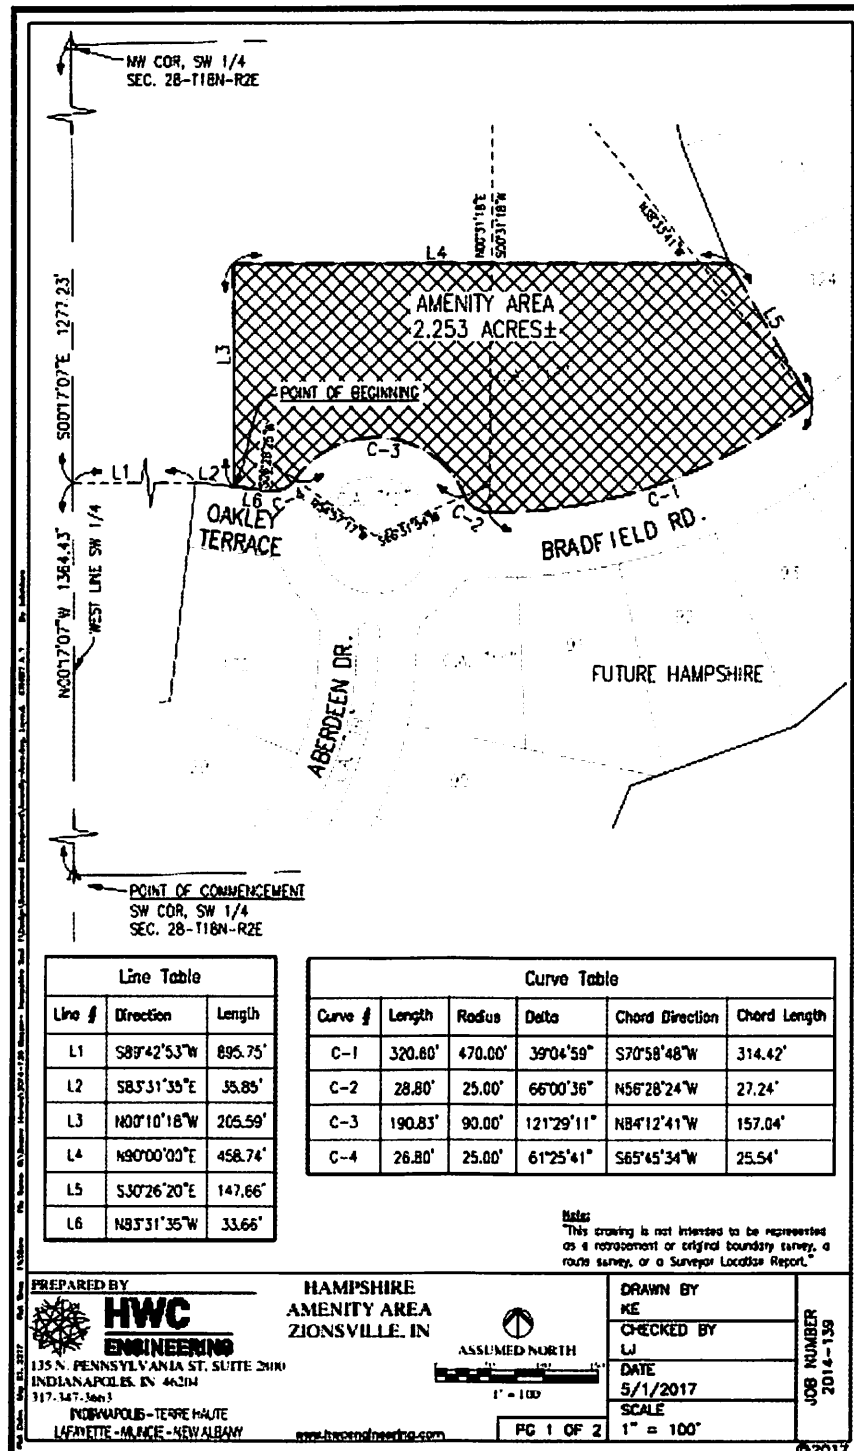 NW COR, SW 1/4
SEC. 28-T18N-R2E
S00°17'07"E 1277.23'
N00°31'18"E
S00°31'18"W
N38°33'41"W
L4
124
AMENITY AREA
2.253 ACRES±
L3
L5
POINT OF BEGINNING
C-3
L1
L2
L6
C-1
C-2
S66°31'54"W
OAKLEY
TERRACE
BRADFIELD RD.
N00°17'07"W 1364.43'
WEST LINE SW 1/4
93
92
91
FUTURE HAMPSHIRE
ABERDEEN DR.
POINT OF COMMENCEMENT
SW COR, SW 1/4
SEC. 28-T18N-R2E
Line Table
Line # Direction Length
L1 S89°42'53"W 895.75'
L2 S83°31'35"E 35.85'
L3 N00°10'18"W 205.59'
L4 N90°00'00"E 458.74'
L5 S30°26'20"E 147.66'
L6 N83°31'35"W 33.66'
Curve Table
Curve # Length Radius Delta Chord Direction Chord Length
C-1 320.60' 470.00' 39°04'59" S70°58'48"W 314.42'
C-2 28.80' 25.00' 66°00'36" N56°28'24"W 27.24'
C-3 190.83' 90.00' 121°29'11" N84°12'41"W 157.04'
C-4 26.80' 25.00' 61°25'41" S65°45'34"W 25.54'
Note:
"This drawing is not intended to be represented
as a retracement or original boundary survey, a
route survey, or a Surveyor Location Report."
PREPARED BY
HWC
ENGINEERING
135 N. PENNSYLVANIA ST, SUITE 2800
INDIANAPOLIS, IN 46204
317-347-3663
INDIANAPOLIS - TERRE HAUTE
LAFAYETTE - MUNCIE - NEW ALBANY
www.hwcengineering.com
HAMPSHIRE
AMENITY AREA
ZIONSVILLE, IN
ASSUMED NORTH
1" = 100'
PG 1 OF 2
DRAWN BY
KE
CHECKED BY
LJ
DATE
5/1/2017
SCALE
1" = 100'
JOB NUMBER
2014-139
©2017